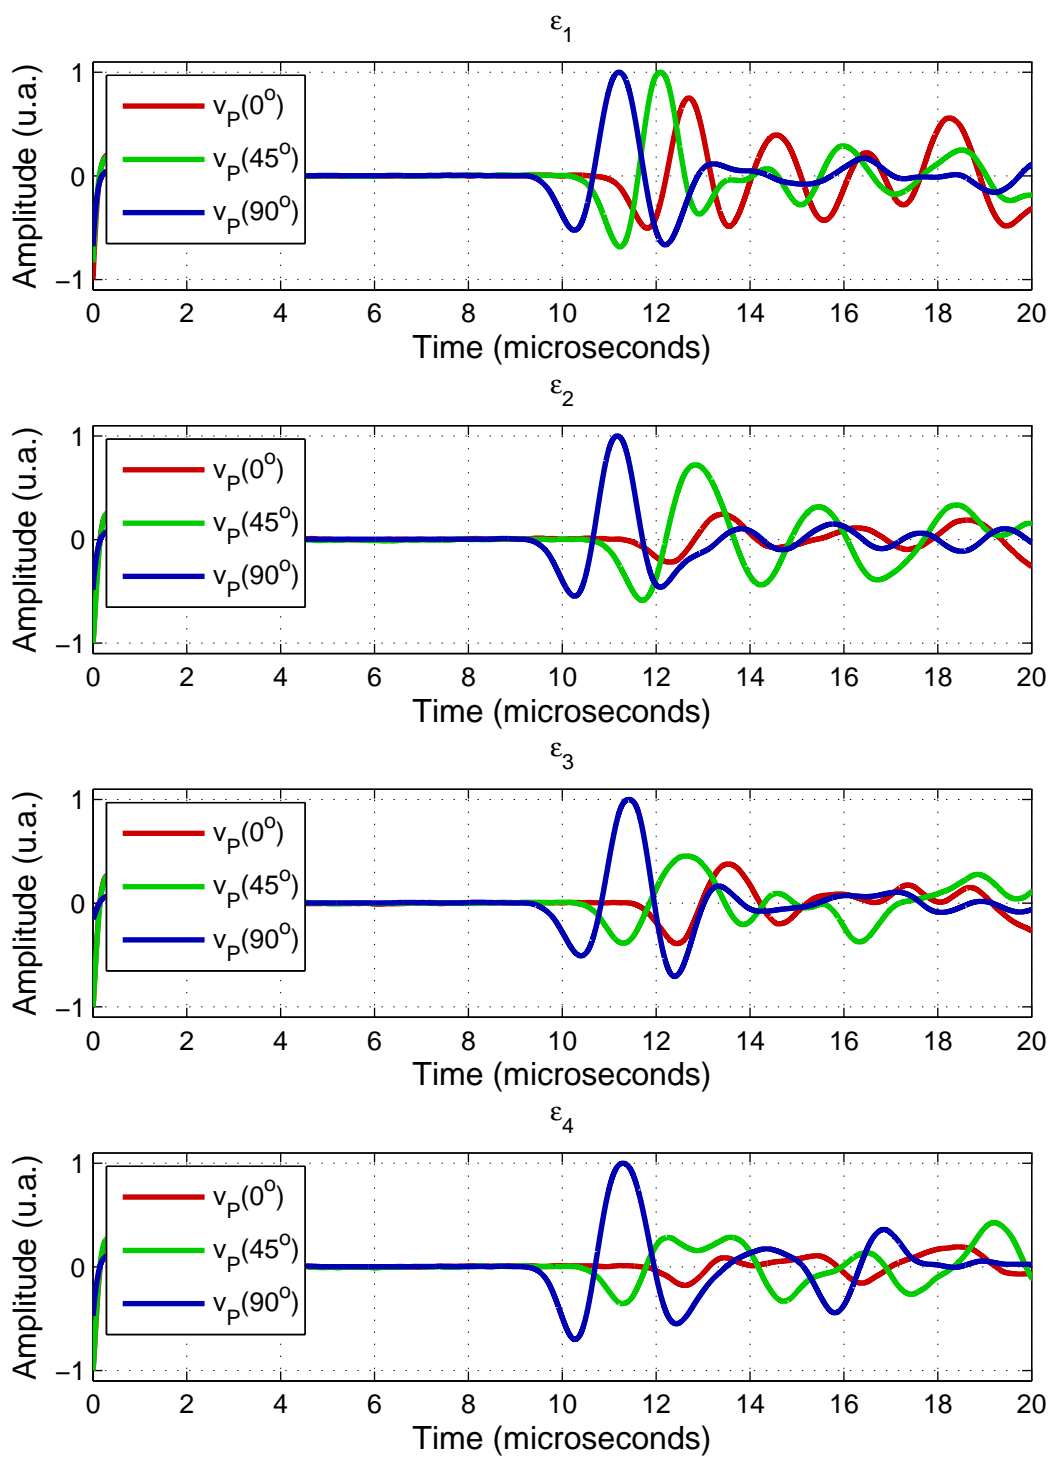 ε1
Amplitude (u.a.)
1
0
−1
vP(0o)
vP(45o)
vP(90o)
0 2 4 6 8 10 12 14 16 18 20
Time (microseconds)
ε2
Amplitude (u.a.)
1
0
−1
vP(0o)
vP(45o)
vP(90o)
0 2 4 6 8 10 12 14 16 18 20
Time (microseconds)
ε3
Amplitude (u.a.)
1
0
−1
vP(0o)
vP(45o)
vP(90o)
0 2 4 6 8 10 12 14 16 18 20
Time (microseconds)
ε4
Amplitude (u.a.)
1
0
−1
vP(0o)
vP(45o)
vP(90o)
0 2 4 6 8 10 12 14 16 18 20
Time (microseconds)